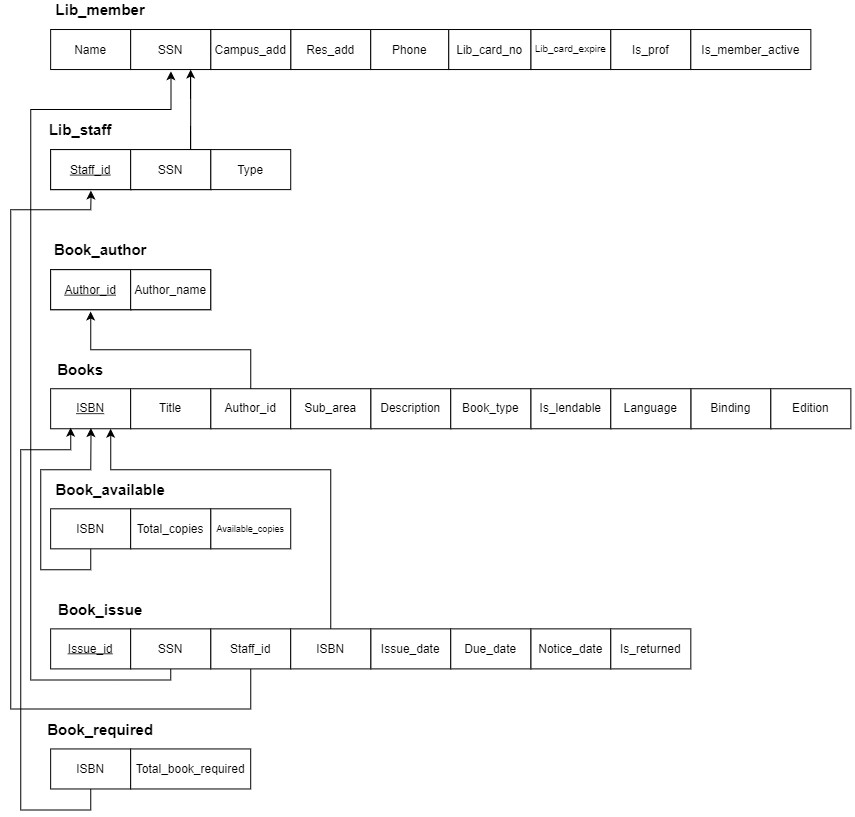 Lib_member
Name SSN Campus_add Res_add Phone Lib_card_no Lib_card_expire Is_prof Is_member_active
Lib_staff
Staff_id SSN Type
Book_author
Author_id Author_name
Books
ISBN Title Author_id Sub_area Description Book_type Is_lendable Language Binding Edition
Book_available
ISBN Total_copies Available_copies
Book_issue
Issue_id SSN Staff_id ISBN Issue_date Due_date Notice_date Is_returned
Book_required
ISBN Total_book_required